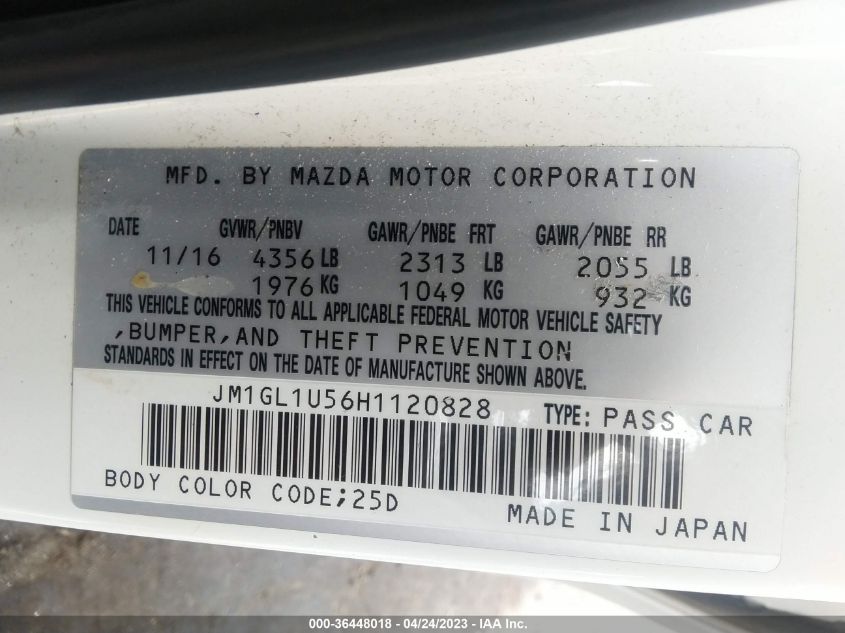 MFD. BY MAZDA MOTOR CORPORATION
DATE GVWR/PNBV GAWR/PNBE FRT GAWR/PNBE RR
11/16 4356 LB 2313 LB 2055 LB
1976 KG 1049 KG 932 KG
THIS VEHICLE CONFORMS TO ALL APPLICABLE FEDERAL MOTOR VEHICLE SAFETY
,BUMPER,AND THEFT PREVENTION
STANDARDS IN EFFECT ON THE DATE OF MANUFACTURE SHOWN ABOVE.
JM1GL1U56H1120828 TYPE: PASS CAR
BODY COLOR CODE;25D
MADE IN JAPAN
000-36448018 - 04/24/2023 - © IAA Inc.